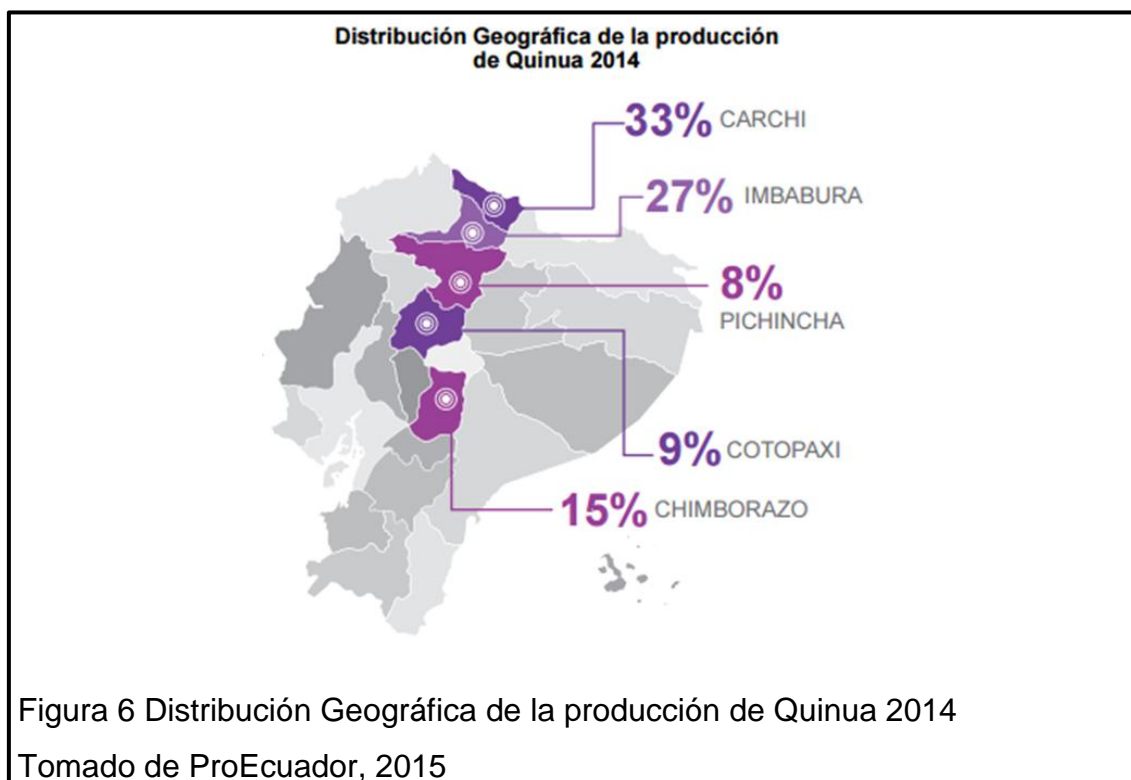 Distribución Geográfica de la producción
de Quinua 2014
33% CARCHI
27% IMBABURA
8%
PICHINCHA
9% COTOPAXI
15% CHIMBORAZO
Figura 6 Distribución Geográfica de la producción de Quinua 2014
Tomado de ProEcuador, 2015